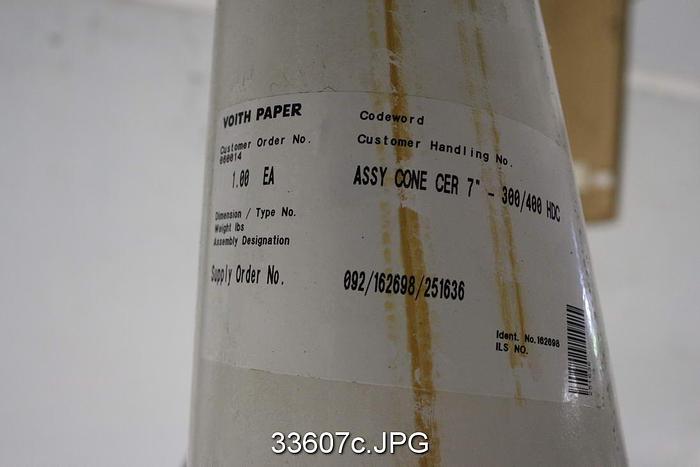 VOITH PAPER
Codeword
Customer Order No.
Customer Handling No.
000014
1.00 EA
ASSY CONE CER 7" - 300/400 HDC
Dimension / Type No.
Weight lbs
Assembly Designation
Supply Order No.
092/162698/251636
Ident. No.162698
ILS NO.
33607c.JPG